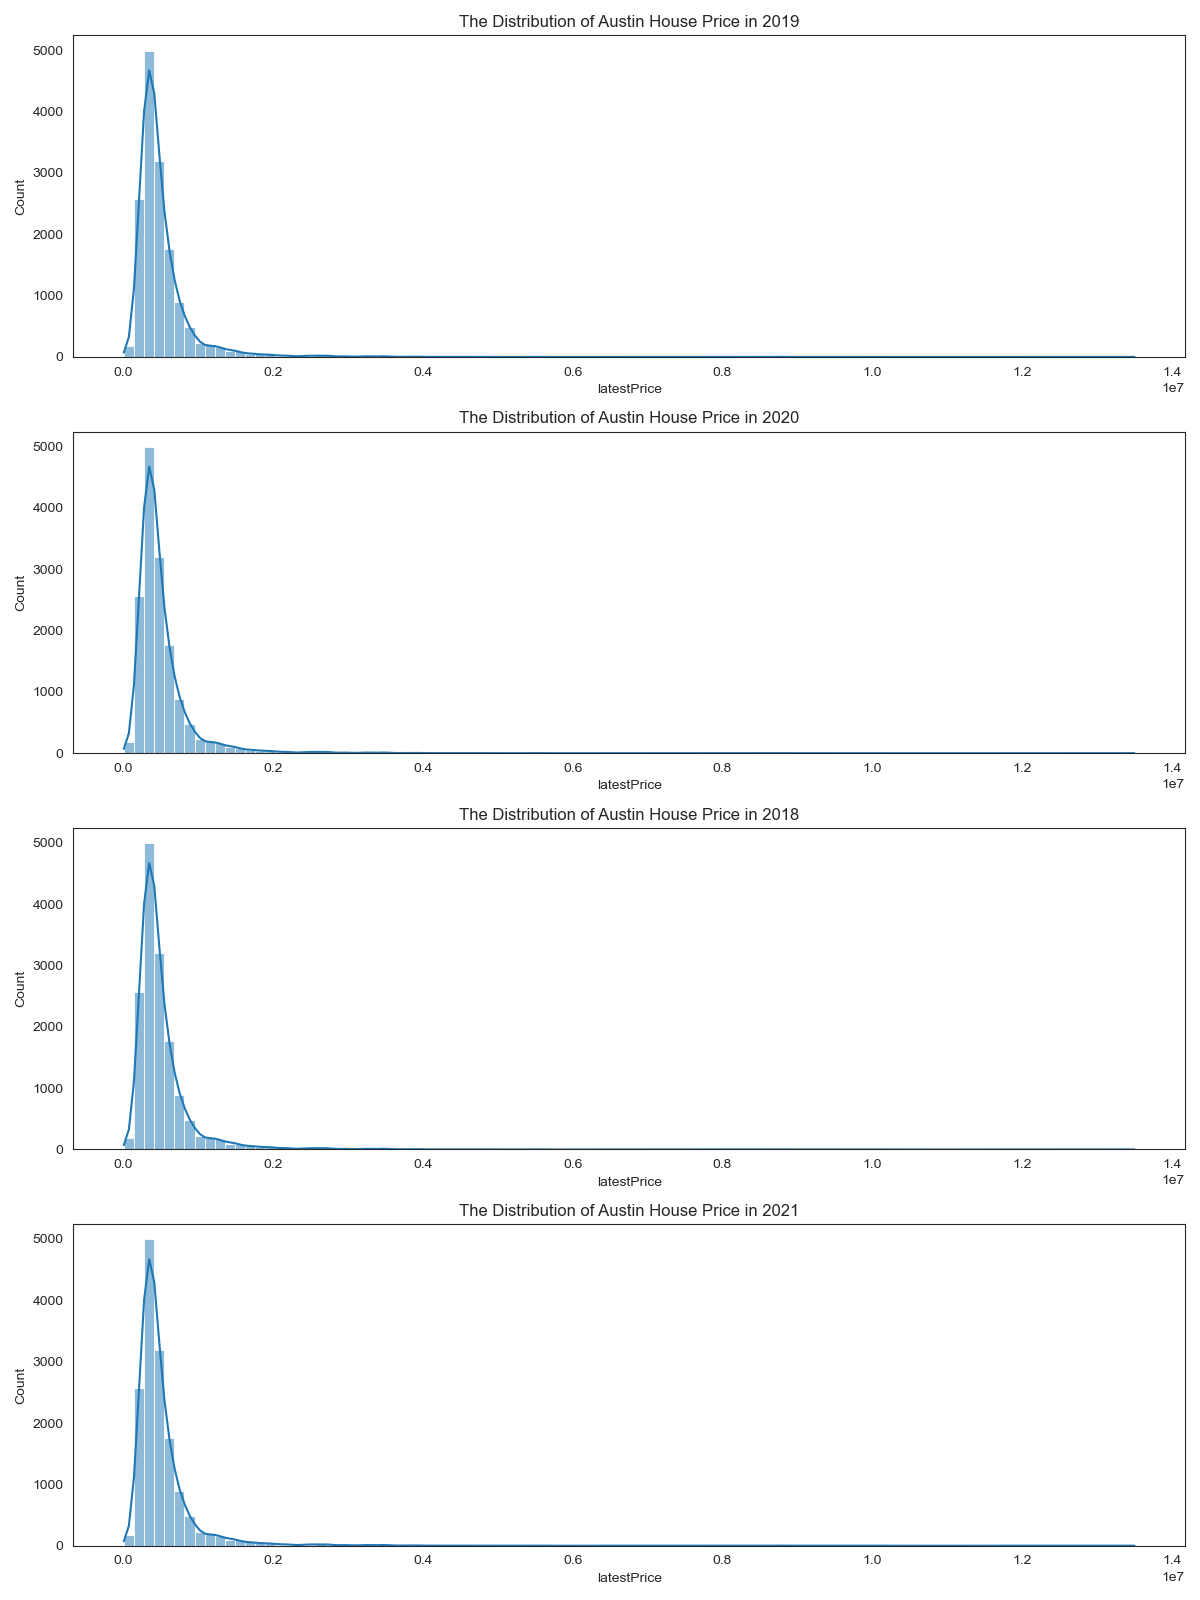 The Distribution of Austin House Price in 2019
5000
4000
3000
2000
1000
0
Count
0.0 0.2 0.4 0.6 0.8 1.0 1.2 1.4
1e7
latestPrice
The Distribution of Austin House Price in 2020
5000
4000
3000
2000
1000
0
Count
0.0 0.2 0.4 0.6 0.8 1.0 1.2 1.4
1e7
latestPrice
The Distribution of Austin House Price in 2018
5000
4000
3000
2000
1000
0
Count
0.0 0.2 0.4 0.6 0.8 1.0 1.2 1.4
1e7
latestPrice
The Distribution of Austin House Price in 2021
5000
4000
3000
2000
1000
0
Count
0.0 0.2 0.4 0.6 0.8 1.0 1.2 1.4
1e7
latestPrice